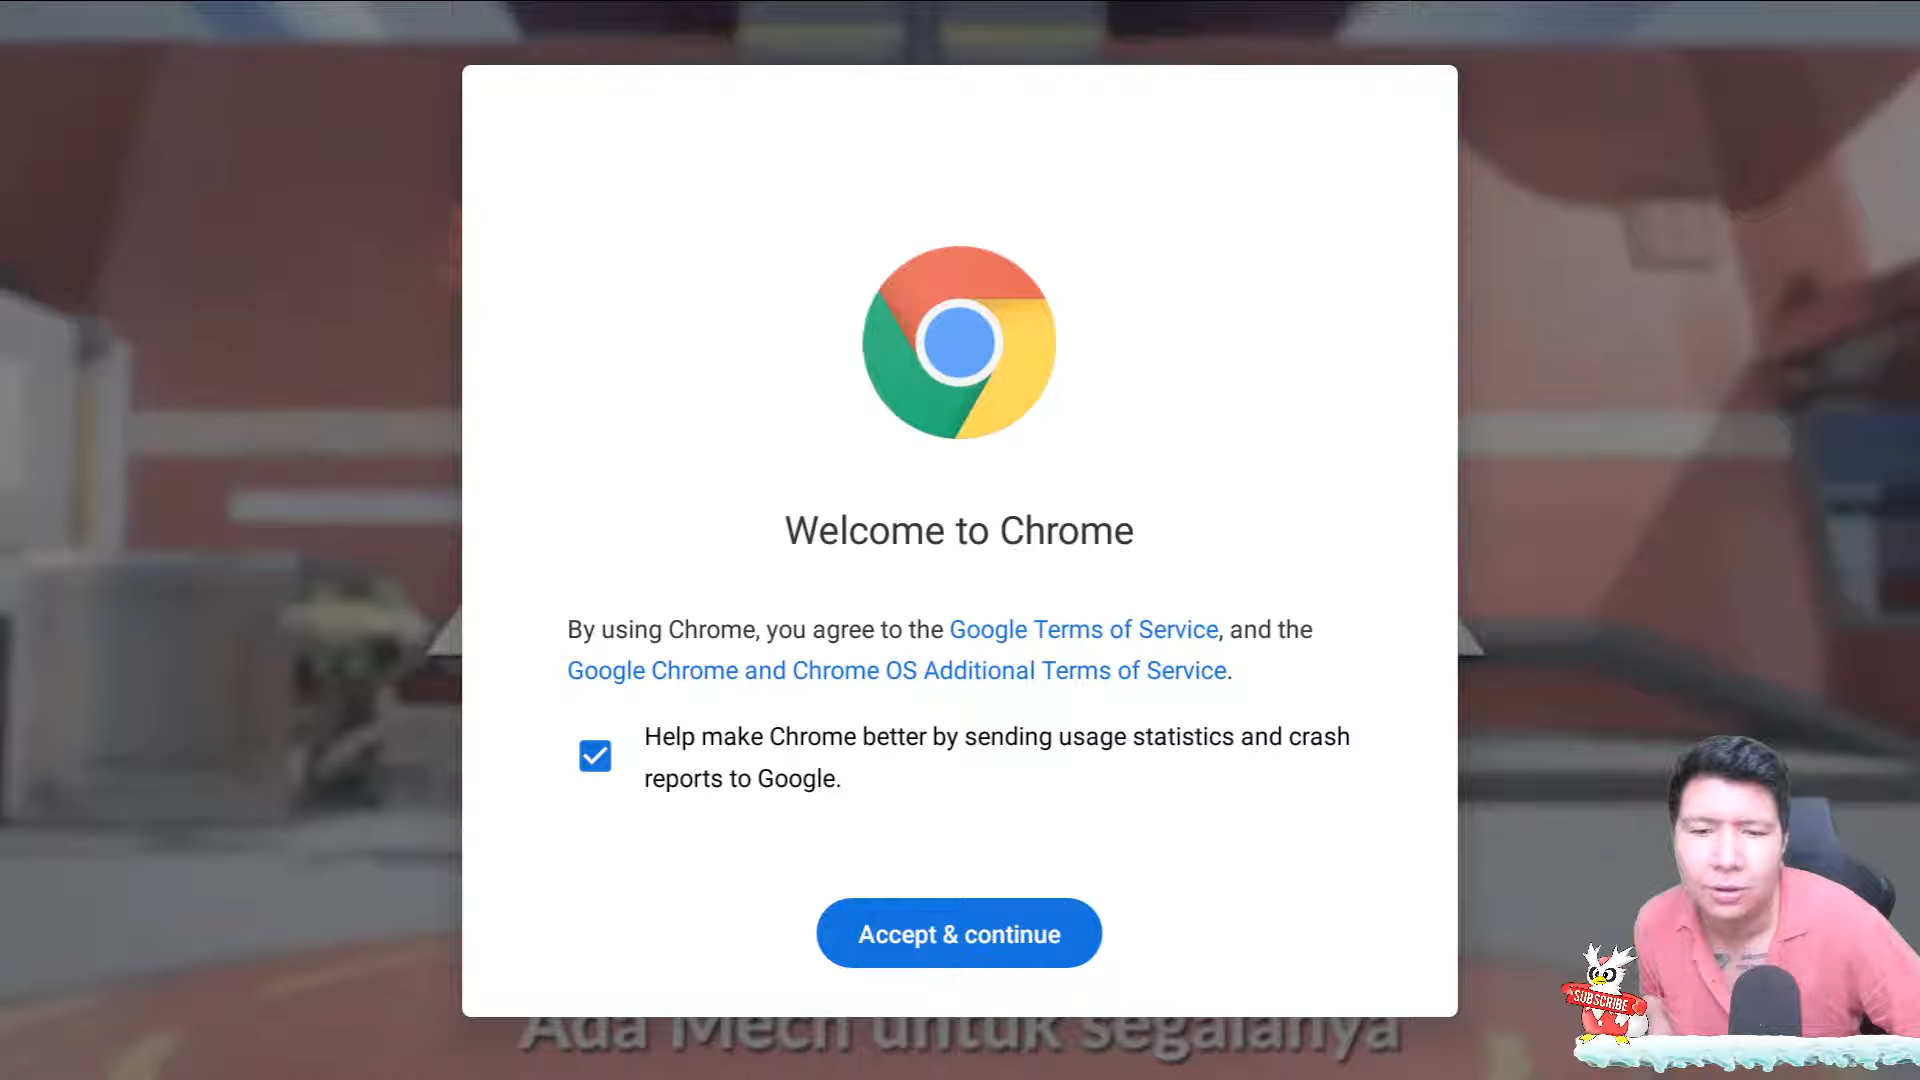 Welcome to Chrome
By using Chrome, you agree to the Google Terms of Service, and the
Google Chrome and Chrome OS Additional Terms of Service.
Help make Chrome better by sending usage statistics and crash
reports to Google.
Accept & continue
SUBSCRIBE
Ada Mech untuk segalanya